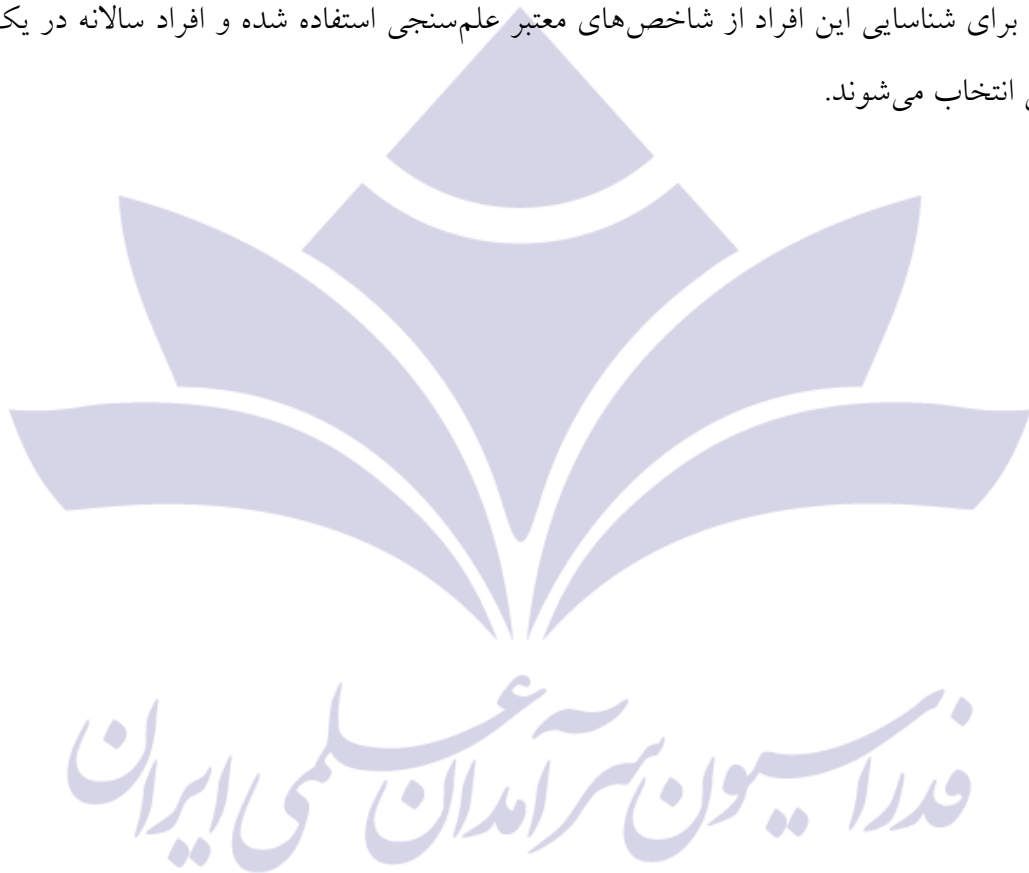 برای شناسایی این افراد از شاخص‌های معتبر علم‌سنجی استفاده شده و افراد سالانه در یک
انتخاب می‌شوند.
فدراسیون سرآمدان علمی ایران